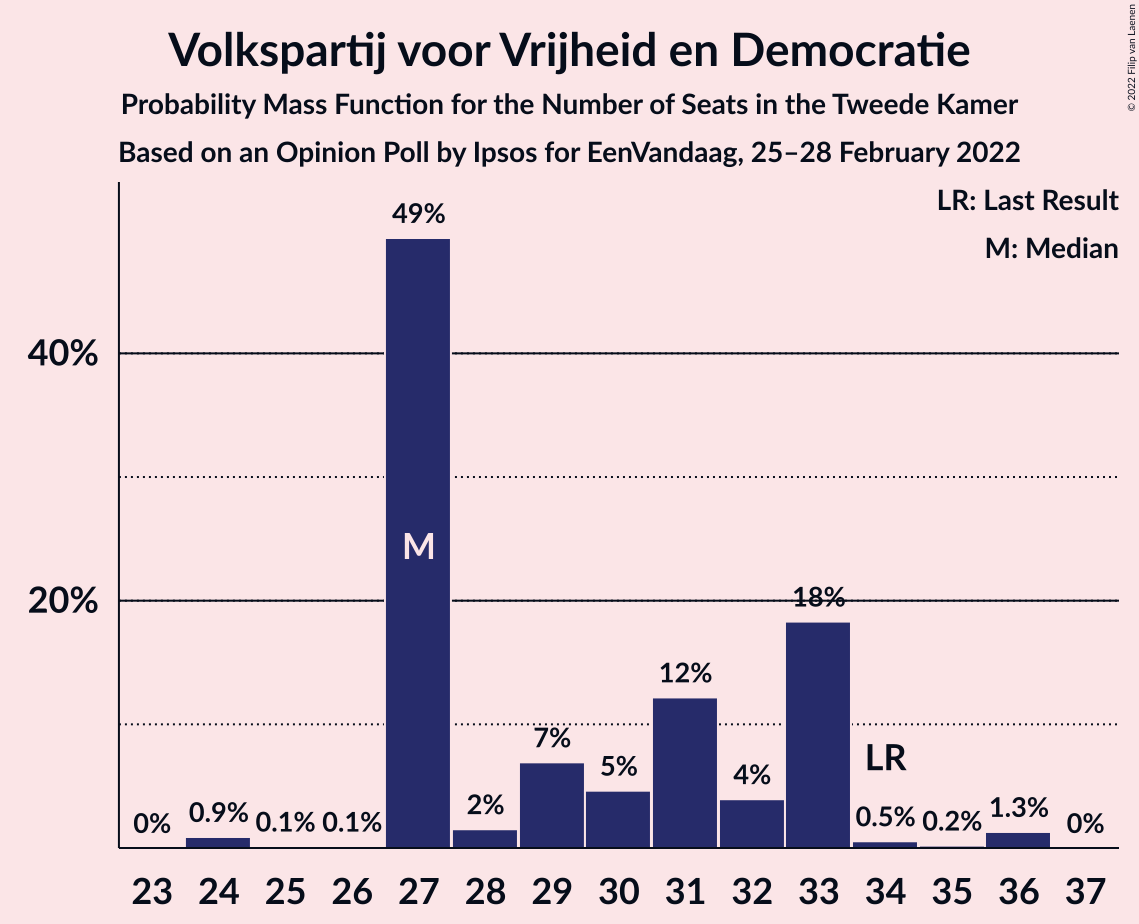 Volkspartij voor Vrijheid en Democratie
Probability Mass Function for the Number of Seats in the Tweede Kamer
Based on an Opinion Poll by Ipsos for EenVandaag, 25–28 February 2022
© 2022 Filip van Laenen
LR: Last Result
M: Median
40%
20%
0%
0.9%
0.1%
0.1%
49%
M
2%
7%
5%
12%
4%
18%
LR
0.5%
0.2%
1.3%
0%
23 24 25 26 27 28 29 30 31 32 33 34 35 36 37